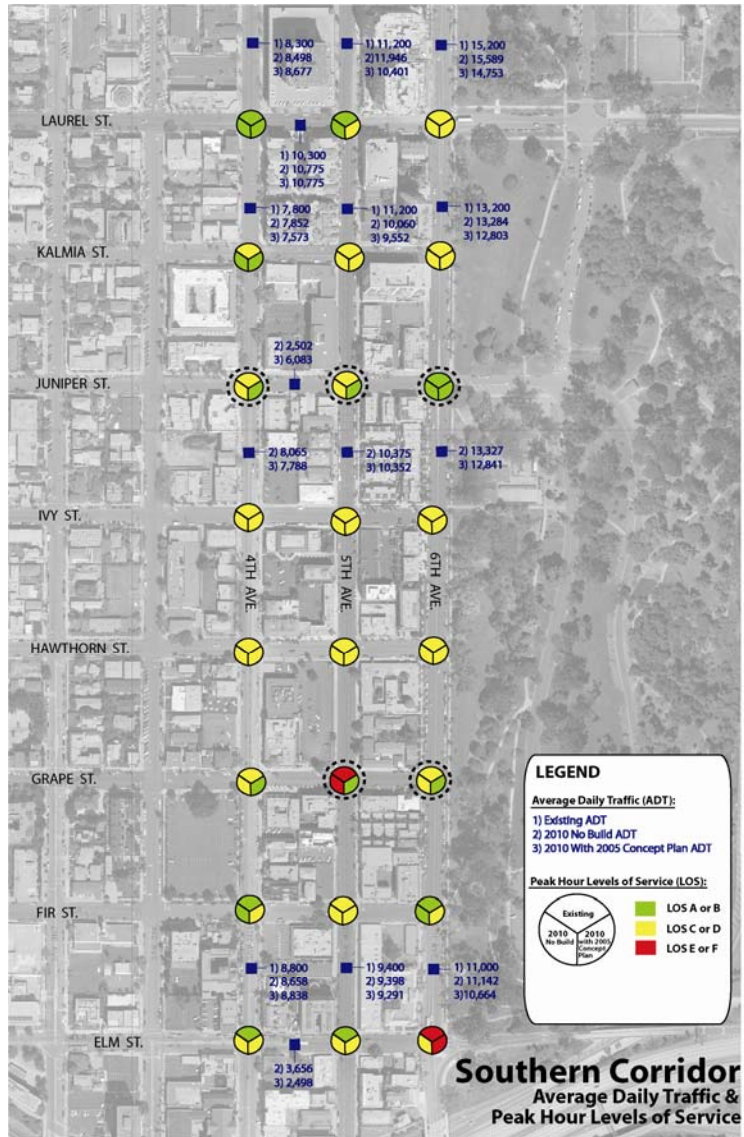 1) 8,300
2) 8,498
3) 8,677
1) 11,200
2)11,946
3) 10,401
1) 15,200
2) 15,589
3) 14,753
LAUREL ST.
1) 10,300
2) 10,775
3) 10,775
1) 7,800
2) 7,852
3) 7,573
1) 11,200
2) 10,060
3) 9,552
1) 13,200
2) 13,284
3) 12,803
KALMIA ST.
2) 2,502
3) 6,083
JUNIPER ST.
2) 8,065
3) 7,788
2) 10,375
3) 10,352
2) 13,327
3) 12,841
IVY ST.
4TH AVE.
5TH AVE.
6TH AVE.
HAWTHORN ST.
GRAPE ST.
LEGEND
Average Daily Traffic (ADT):
1) Existing ADT
2) 2010 No Build ADT
3) 2010 With 2005 Concept Plan ADT
Peak Hour Levels of Service (LOS):
Existing
2010
No Build
2010
with 2005
Concept
Plan
LOS A or B
LOS C or D
LOS E or F
FIR ST.
1) 8,800
2) 8,658
3) 8,838
1) 9,400
2) 9,398
3) 9,291
1) 11,000
2) 11,142
3)10,664
ELM ST.
2) 3,656
3) 2,498
Southern Corridor
Average Daily Traffic &
Peak Hour Levels of Service